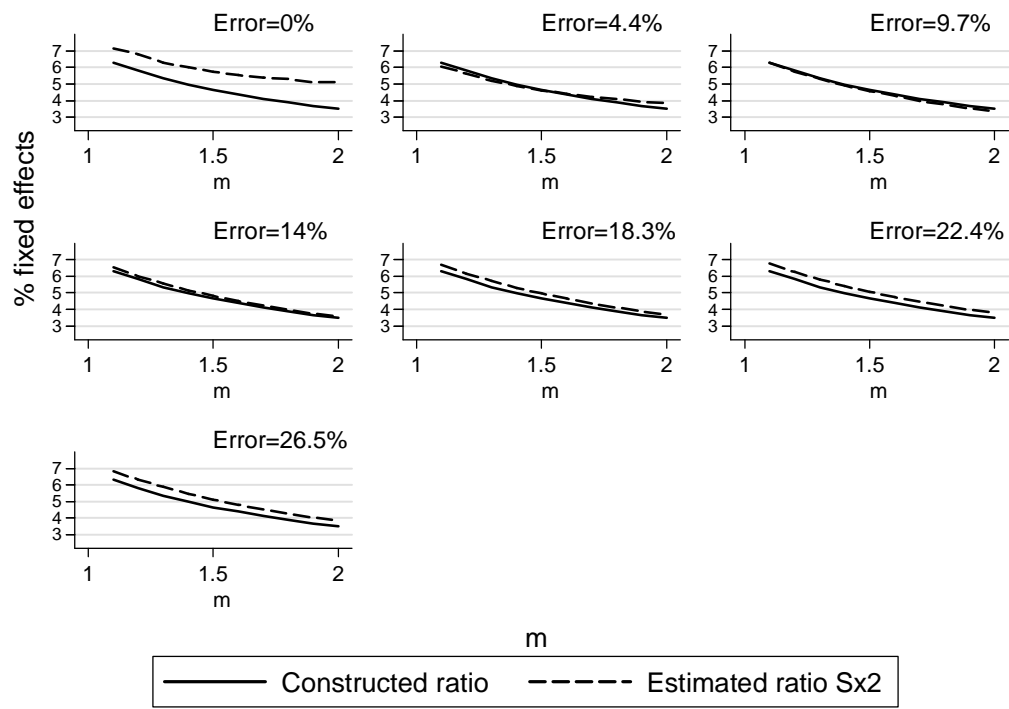 % fixed effects
Error=0%
7
6
5
4
3
1 1.5 2
m
Error=4.4%
7
6
5
4
3
1 1.5 2
m
Error=9.7%
7
6
5
4
3
1 1.5 2
m
Error=14%
7
6
5
4
3
1 1.5 2
m
Error=18.3%
7
6
5
4
3
1 1.5 2
m
Error=22.4%
7
6
5
4
3
1 1.5 2
m
Error=26.5%
7
6
5
4
3
1 1.5 2
m
m
Constructed ratio Estimated ratio Sx2